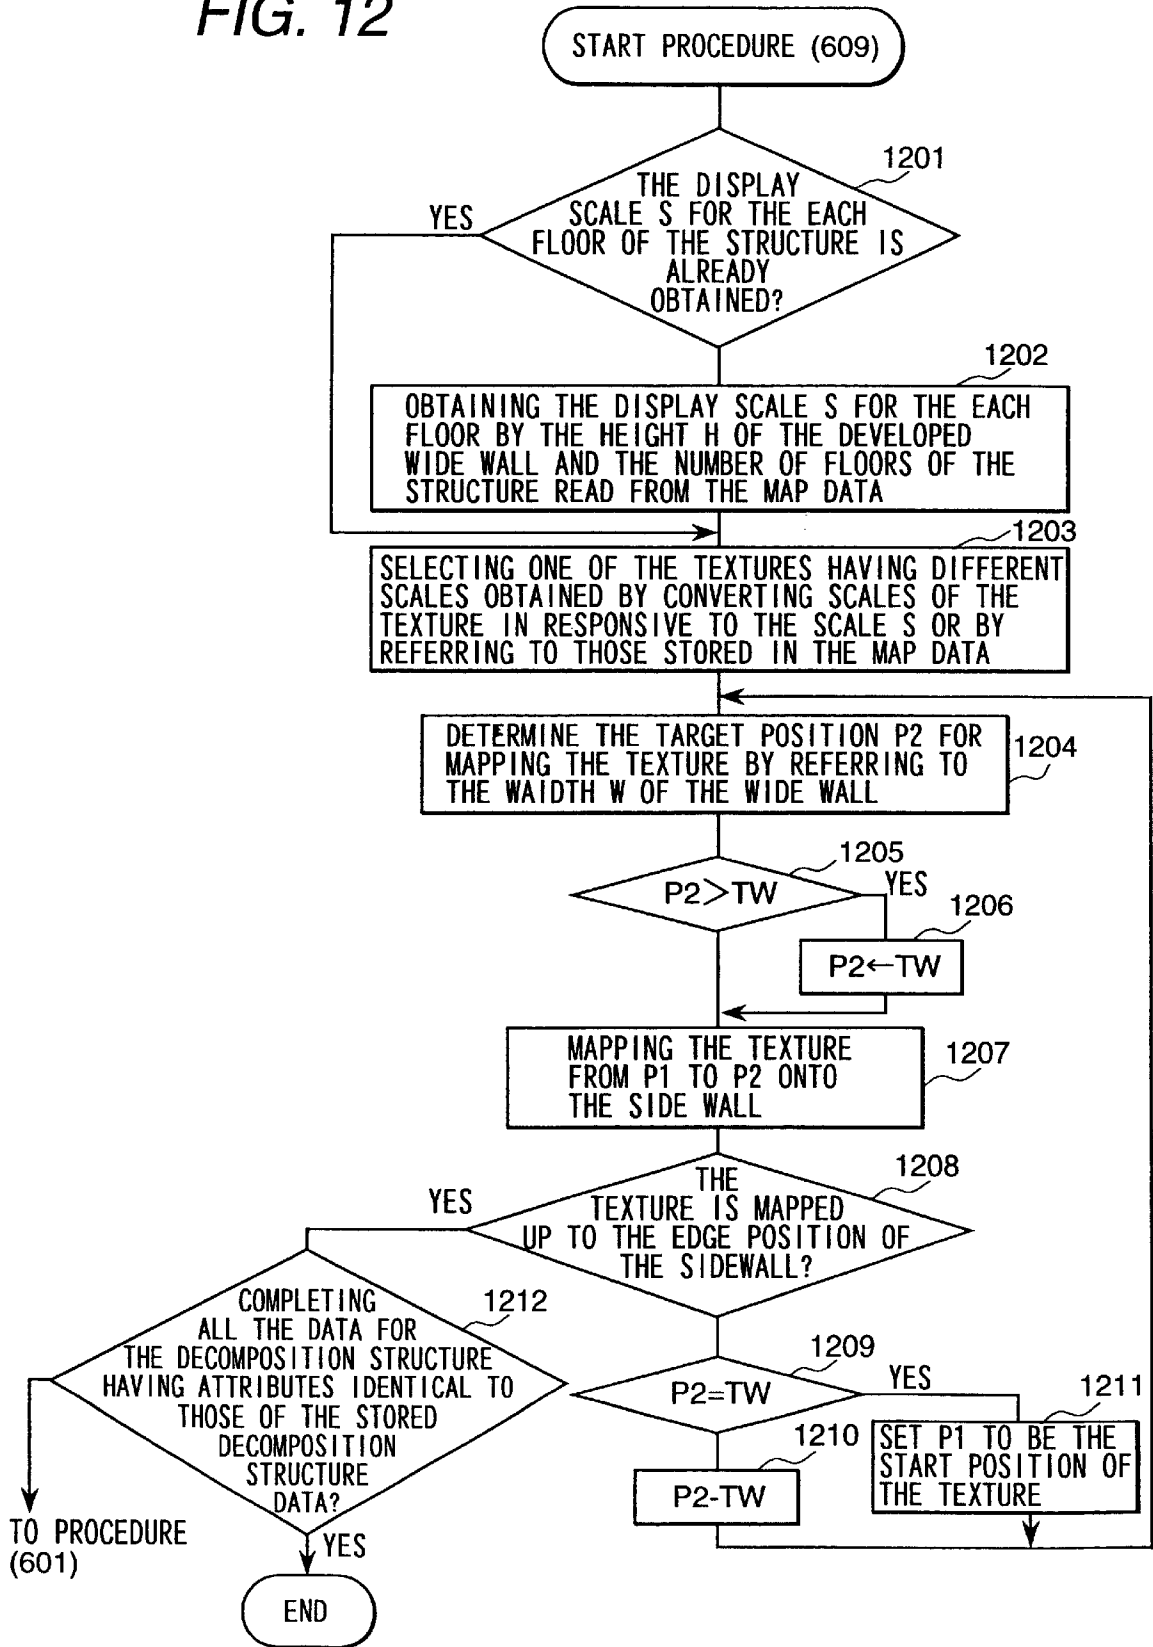 FIG. 12
START PROCEDURE (609)
1201
THE DISPLAY
SCALE S FOR THE EACH
FLOOR OF THE STRUCTURE IS
ALREADY
OBTAINED?
YES
1202
OBTAINING THE DISPLAY SCALE S FOR THE EACH
FLOOR BY THE HEIGHT H OF THE DEVELOPED
WIDE WALL AND THE NUMBER OF FLOORS OF THE
STRUCTURE READ FROM THE MAP DATA
1203
SELECTING ONE OF THE TEXTURES HAVING DIFFERENT
SCALES OBTAINED BY CONVERTING SCALES OF THE
TEXTURE IN RESPONSIVE TO THE SCALE S OR BY
REFERRING TO THOSE STORED IN THE MAP DATA
DETERMINE THE TARGET POSITION P2 FOR
MAPPING THE TEXTURE BY REFERRING TO
THE WAIDTH W OF THE WIDE WALL
1204
1205
P2>TW
YES
1206
P2←TW
MAPPING THE TEXTURE
FROM P1 TO P2 ONTO
THE SIDE WALL
1207
1208
THE
TEXTURE IS MAPPED
UP TO THE EDGE POSITION OF
THE SIDEWALL?
YES
1212
COMPLETING
ALL THE DATA FOR
THE DECOMPOSITION STRUCTURE
HAVING ATTRIBUTES IDENTICAL TO
THOSE OF THE STORED
DECOMPOSITION
STRUCTURE
DATA?
1209
P2=TW
YES
1211
SET P1 TO BE THE
START POSITION OF
THE TEXTURE
1210
P2-TW
TO PROCEDURE
(601)
YES
END